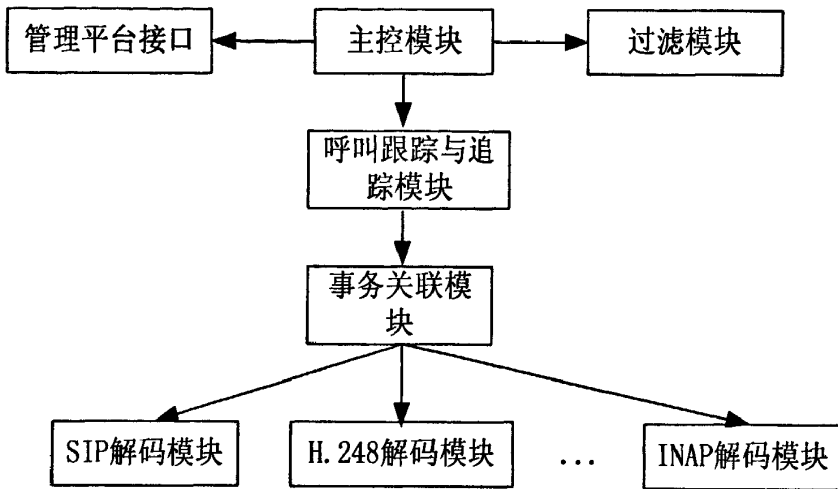 管理平台接口
主控模块
过滤模块
呼叫跟踪与追
踪模块
事务关联模
块
SIP解码模块
H.248解码模块
...
INAP解码模块